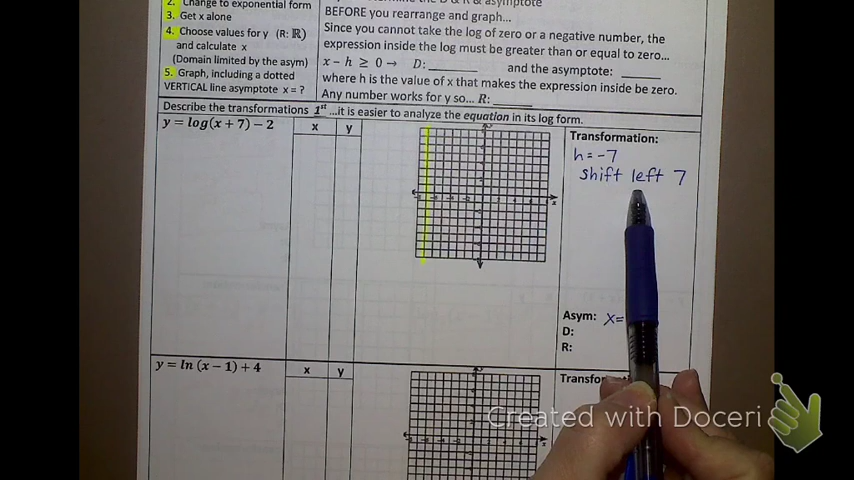 2. Change to exponential form
3. Get x alone
4. Choose values for y (R: ℝ)
and calculate x
(Domain limited by the asym)
5. Graph, including a dotted
VERTICAL line asymptote x = ?
BEFORE you rearrange and graph...
Since you cannot take the log of zero or a negative number, the
expression inside the log must be greater than or equal to zero...
x − h ≥ 0 → D: ________ and the asymptote: ______
where h is the value of x that makes the expression inside be zero.
Any number works for y so... R: ______
Describe the transformations 1st ...it is easier to analyze the equation in its log form.
y = log(x + 7) − 2
x y
Transformation:
h = -7
shift left 7
Asym: x=
D:
R:
y = ln (x − 1) + 4
x y
Created with Doceri